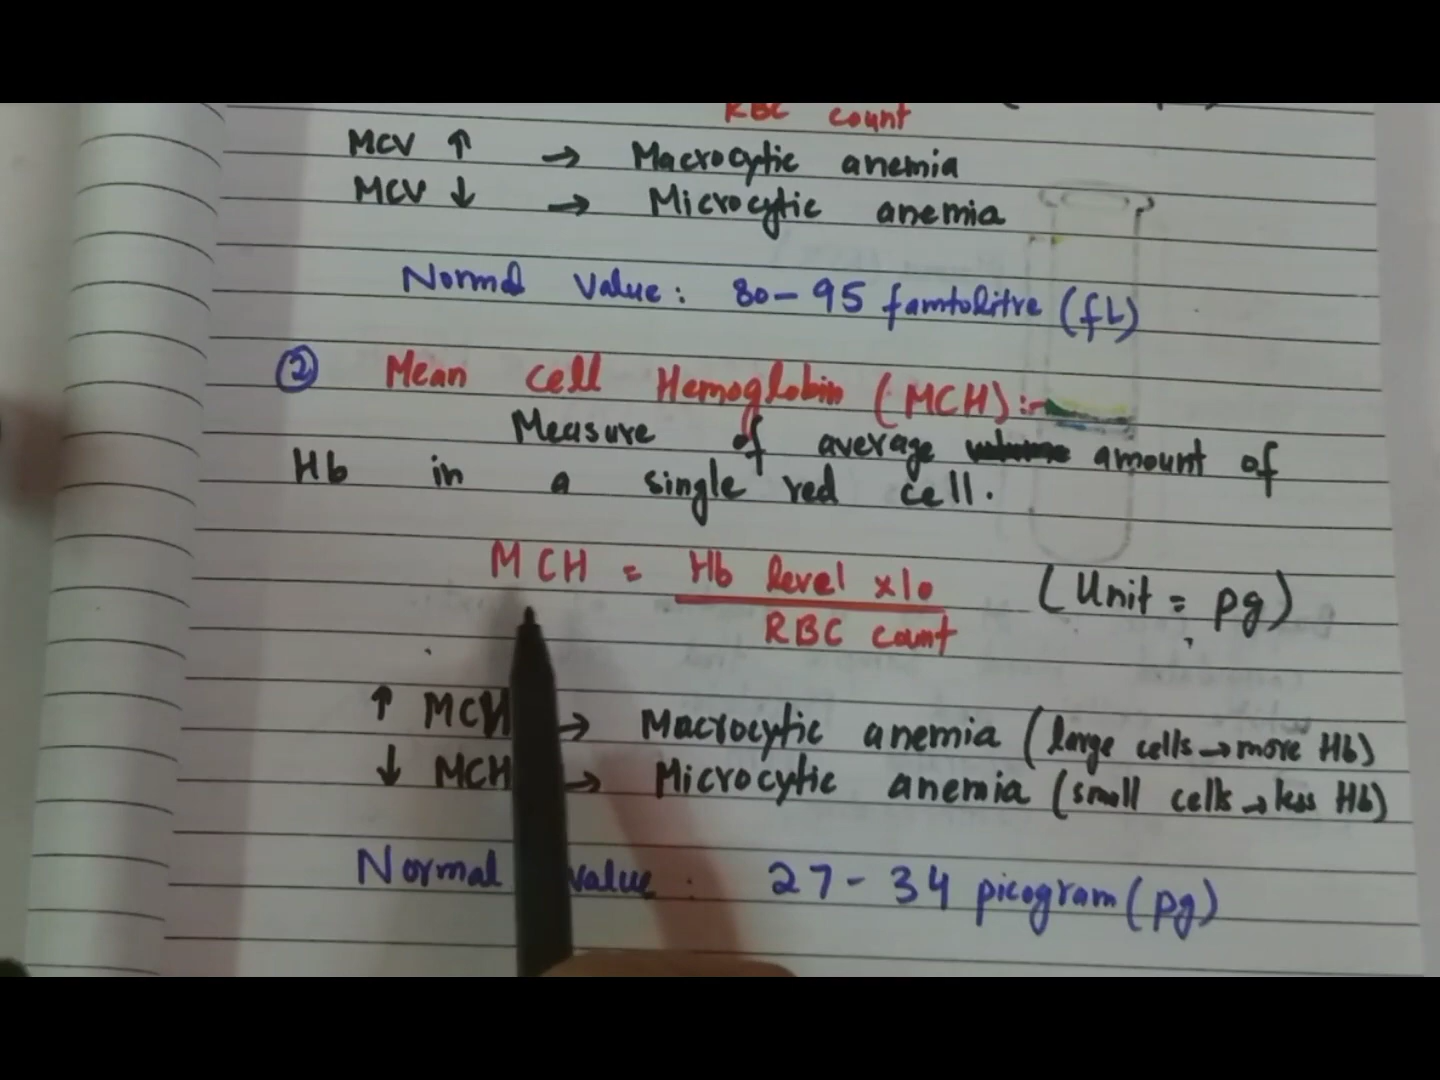 RBC count
MCV ↑ → Macrocytic anemia
MCV ↓ → Microcytic anemia
Normal Value: 80-95 famtolitre (fL)
② Mean cell Hemoglobin (MCH):-
Measure of average amount of
Hb in a single red cell.
MCH = Hb level x10 (Unit = pg)
RBC count
↑ MCH → Macrocytic anemia (large cells → more Hb)
↓ MCH → Microcytic anemia (small cells → less Hb)
Normal value: 27-34 picogram (pg)